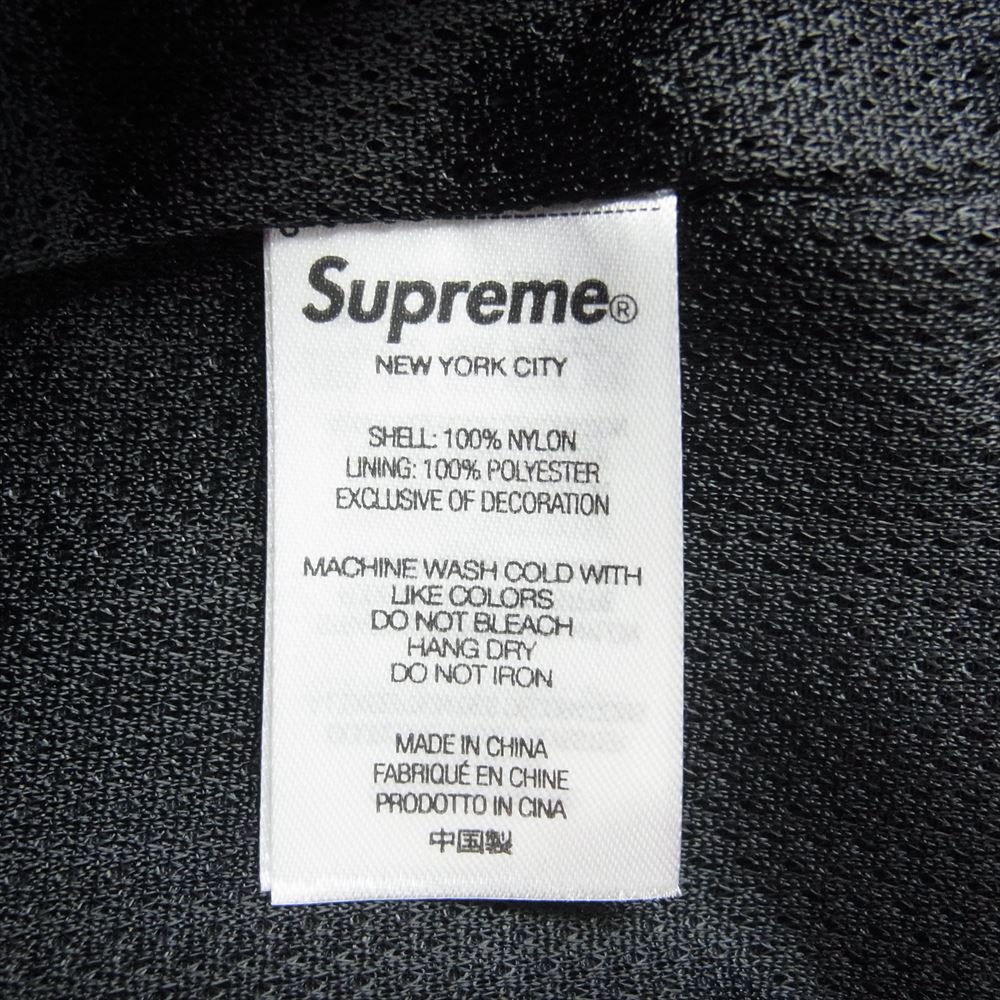 Supreme®
NEW YORK CITY
SHELL: 100% NYLON
LINING: 100% POLYESTER
EXCLUSIVE OF DECORATION
MACHINE WASH COLD WITH
LIKE COLORS
DO NOT BLEACH
HANG DRY
DO NOT IRON
MADE IN CHINA
FABRIQUÉ EN CHINE
PRODOTTO IN CINA
中国製